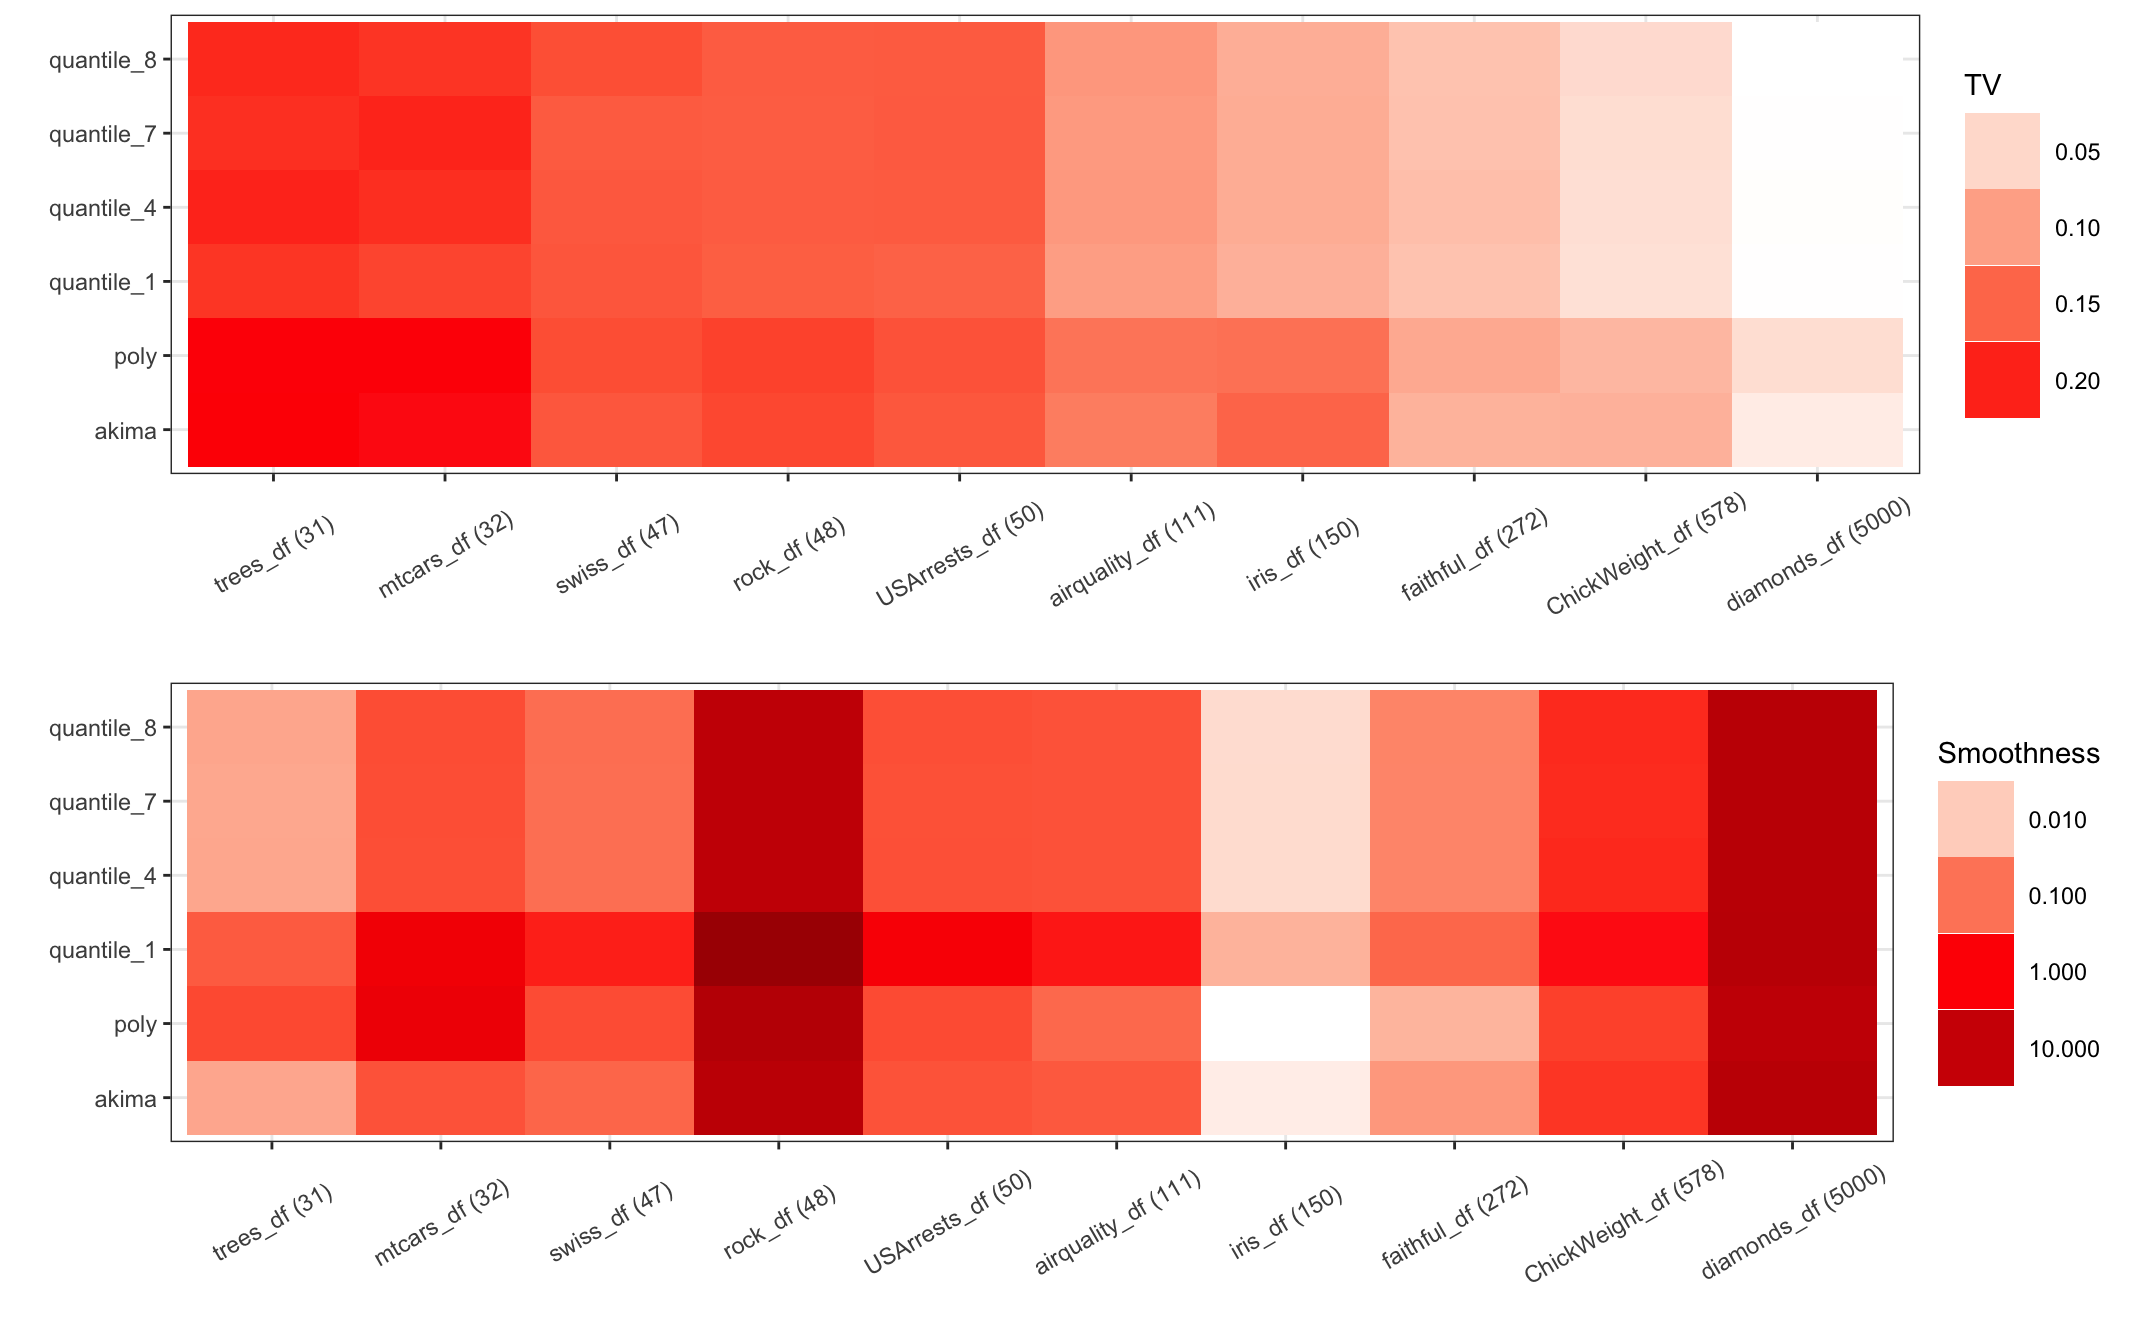 quantile_8
quantile_7
quantile_4
quantile_1
poly
akima
trees_df (31)
mtcars_df (32)
swiss_df (47)
rock_df (48)
USArrests_df (50)
airquality_df (111)
iris_df (150)
faithful_df (272)
ChickWeight_df (578)
diamonds_df (5000)
TV
0.05
0.10
0.15
0.20
quantile_8
quantile_7
quantile_4
quantile_1
poly
akima
trees_df (31)
mtcars_df (32)
swiss_df (47)
rock_df (48)
USArrests_df (50)
airquality_df (111)
iris_df (150)
faithful_df (272)
ChickWeight_df (578)
diamonds_df (5000)
Smoothness
0.010
0.100
1.000
10.000